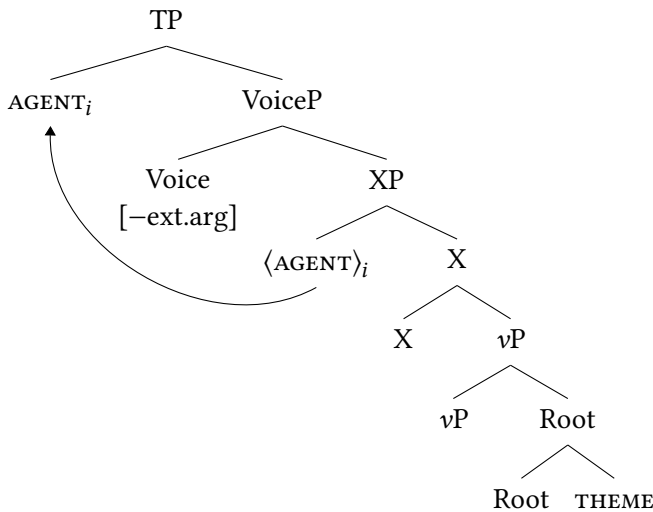 TP
AGENTᵢ VoiceP
Voice XP
[−ext.arg]
⟨AGENT⟩ᵢ X
X vP
vP Root
Root THEME